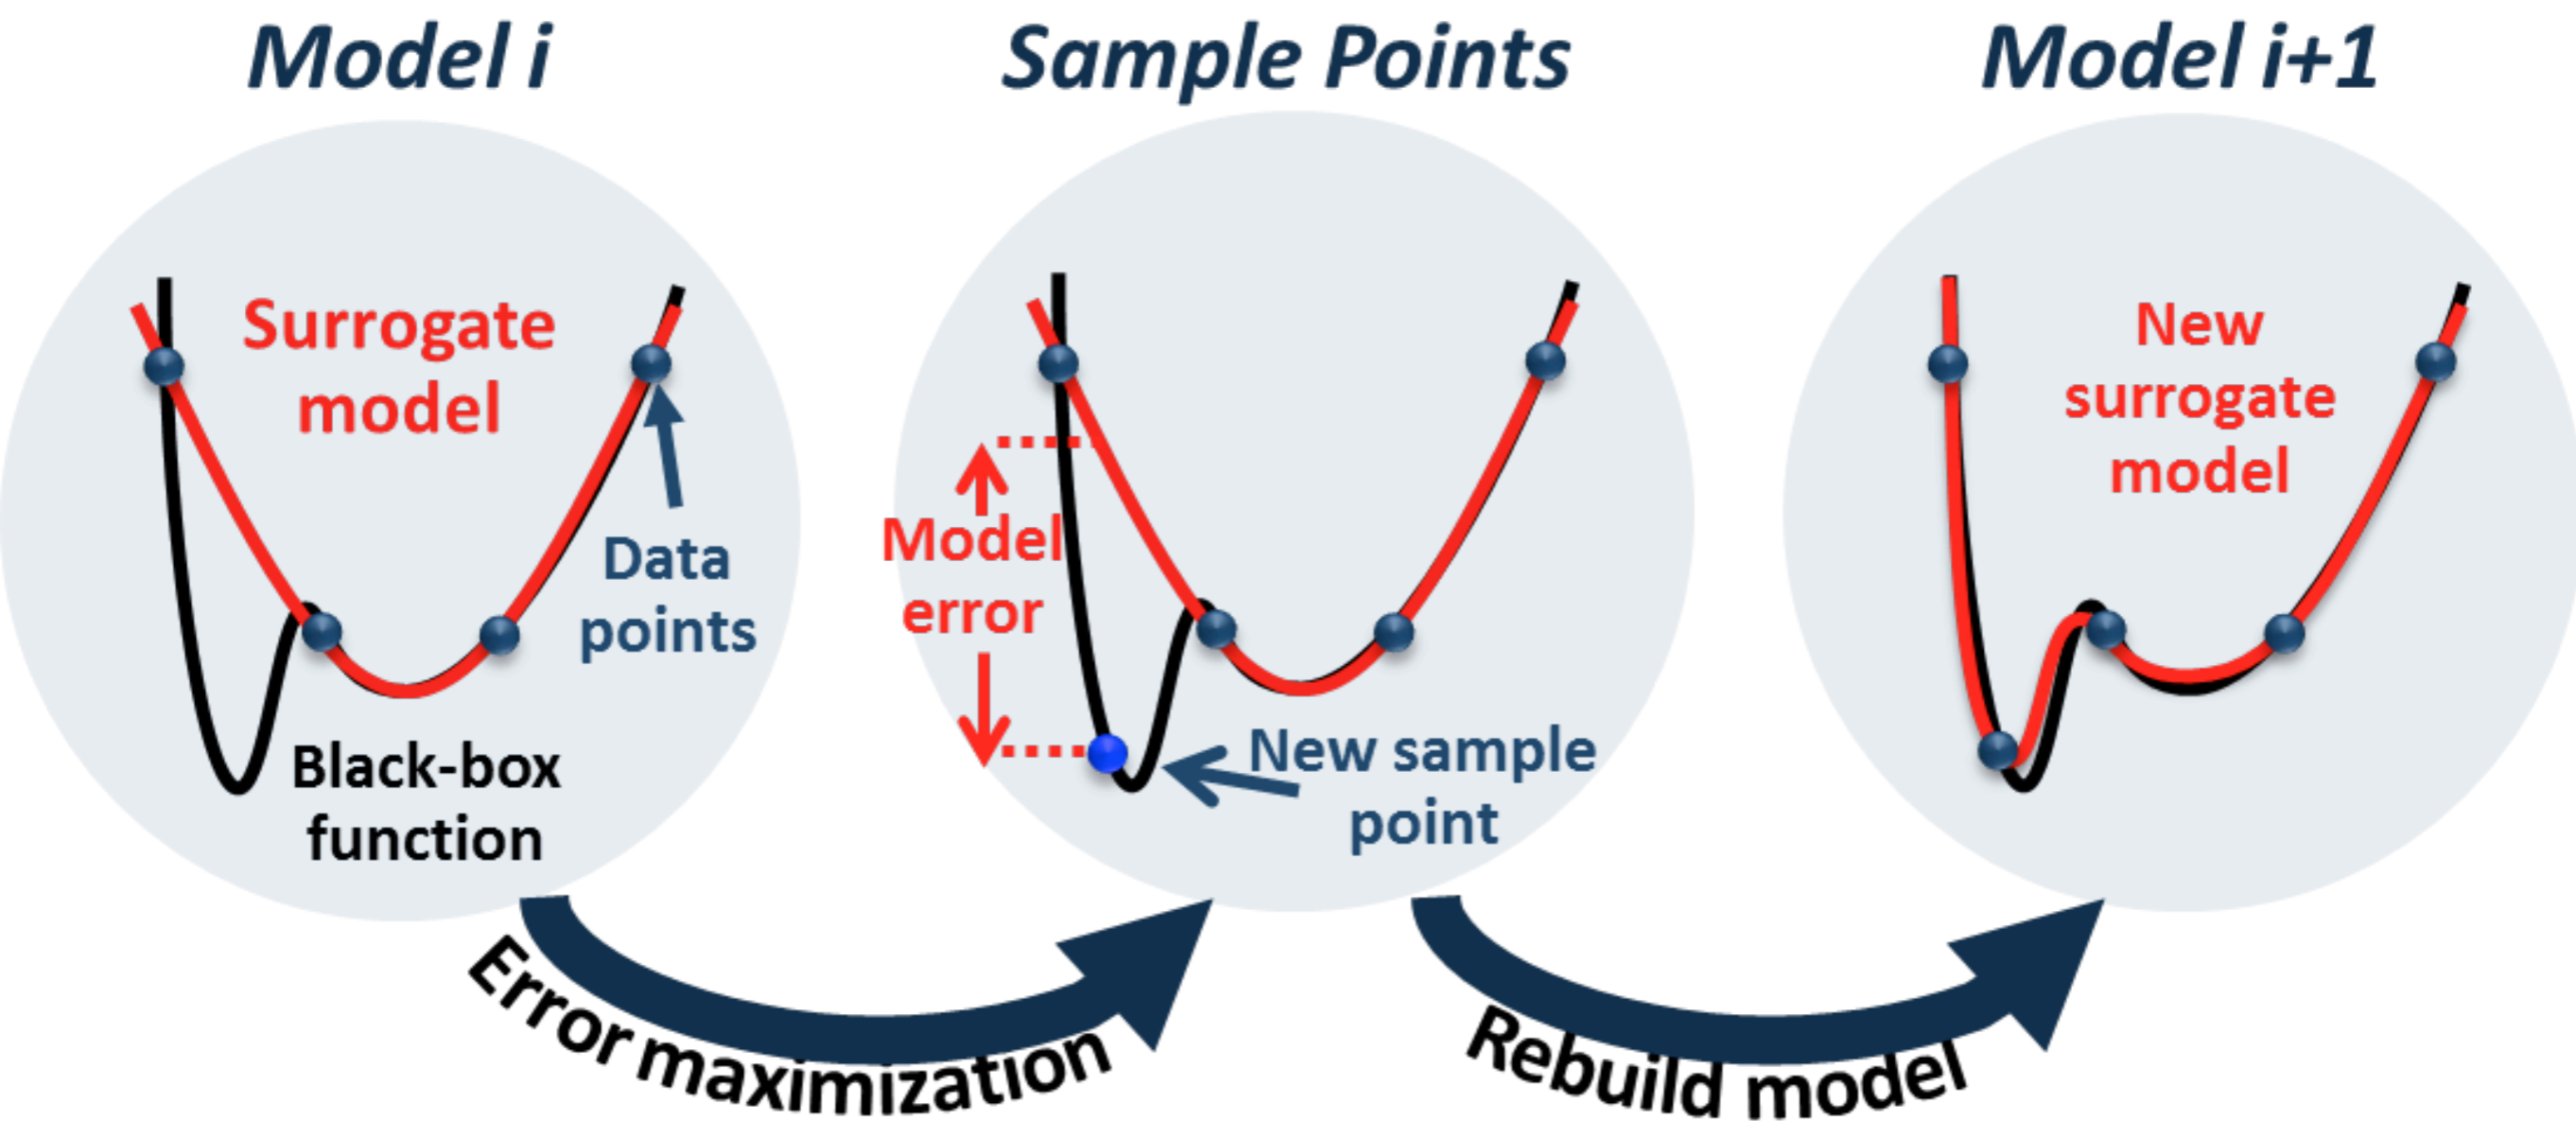 Model i
Surrogate
model
Data
points
Black-box
function
Error maximization
Sample Points
Model
error
New sample
point
Rebuild model
Model i+1
New
surrogate
model